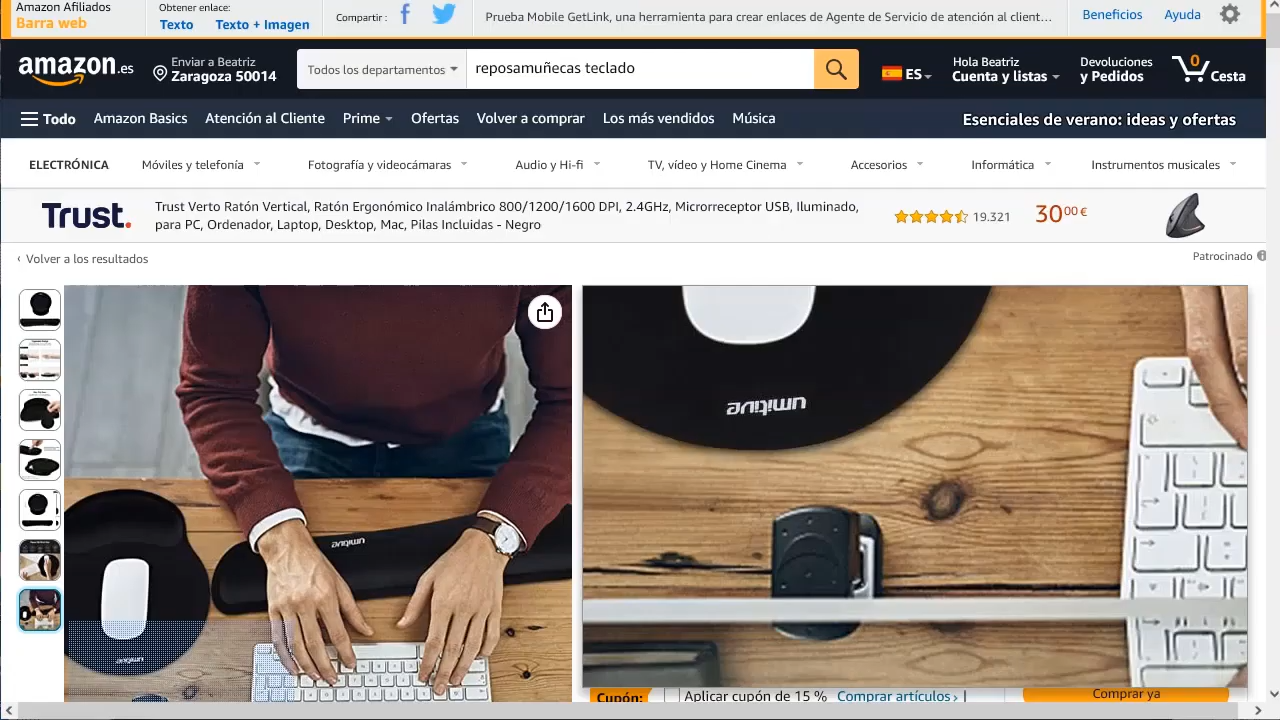 Amazon Afiliados
Barra web
Obtener enlace:
Texto
Texto + Imagen
Compartir :
Prueba Mobile GetLink, una herramienta para crear enlaces de Agente de Servicio de atención al client...
Beneficios
Ayuda
amazon.es
Enviar a Beatriz
Zaragoza 50014
Todos los departamentos
reposamuñecas teclado
ES
Hola Beatriz
Cuenta y listas
Devoluciones
y Pedidos
0
Cesta
Todo
Amazon Basics
Atención al Cliente
Prime
Ofertas
Volver a comprar
Los más vendidos
Música
Esenciales de verano: ideas y ofertas
ELECTRÓNICA
Móviles y telefonía
Fotografía y videocámaras
Audio y Hi-fi
TV, vídeo y Home Cinema
Accesorios
Informática
Instrumentos musicales
Trust.
Trust Verto Ratón Vertical, Ratón Ergonómico Inalámbrico 800/1200/1600 DPI, 2.4GHz, Microrreceptor USB, Iluminado,
para PC, Ordenador, Laptop, Desktop, Mac, Pilas Incluidas - Negro
19.321
30,00 €
‹ Volver a los resultados
Patrocinado
umitive
umitive
umitive
Cupón:
Aplicar cupón de 15 %
Comprar artículos › |
Comprar ya